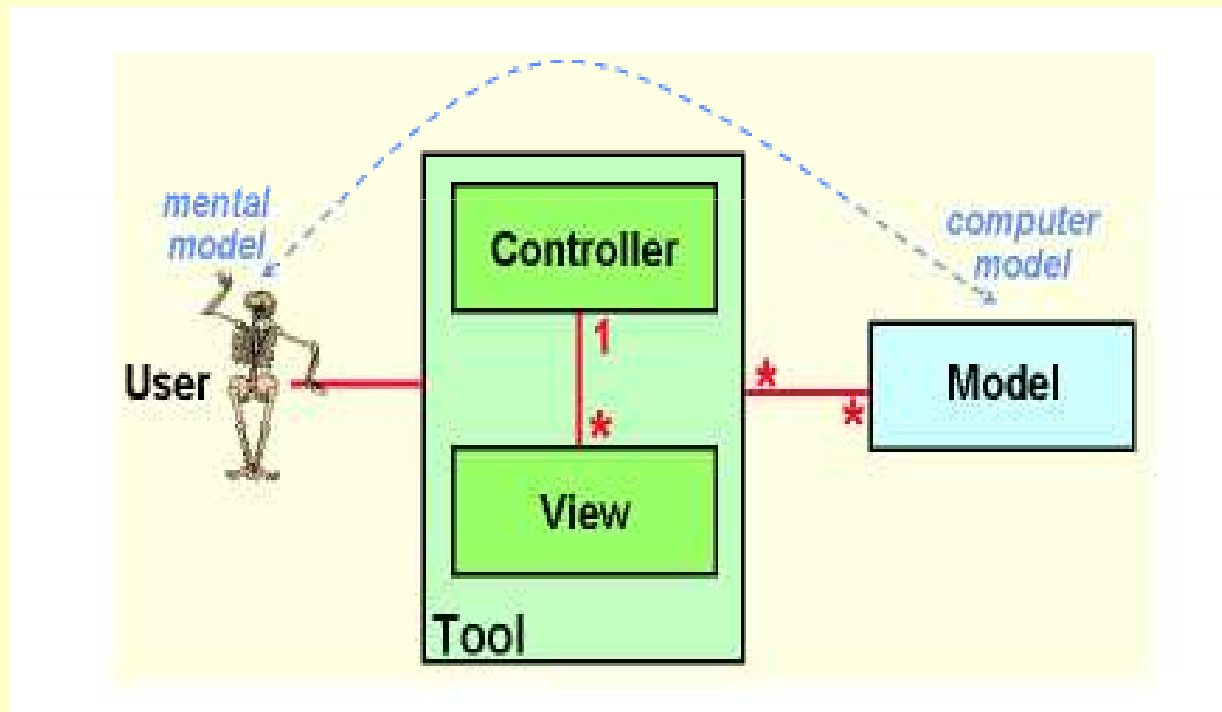 mental
model
computer
model
Controller
1
*
User
*
*
Model
View
Tool